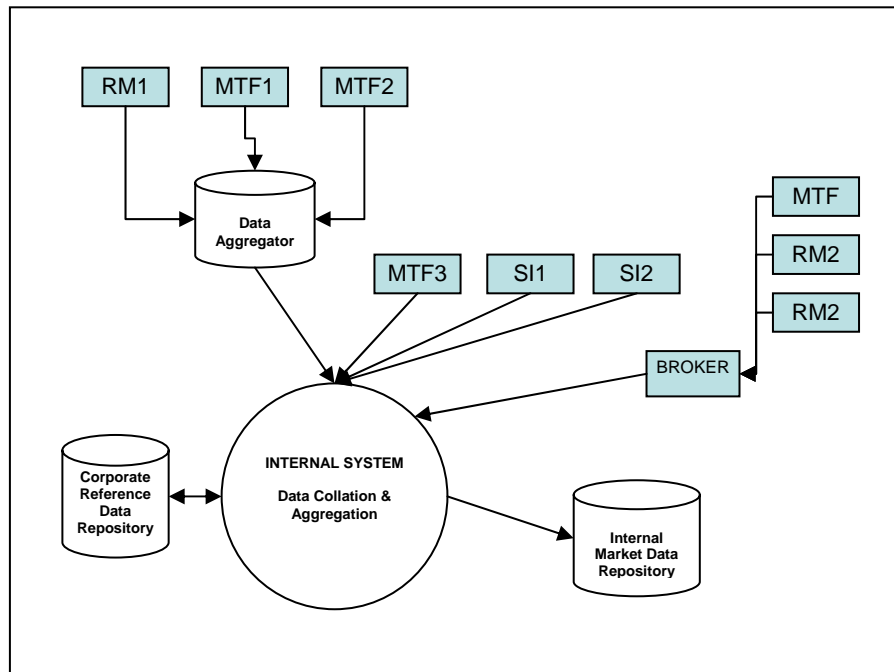 RM1
MTF1
MTF2
Data
Aggregator
MTF
RM2
RM2
MTF3
SI1
SI2
BROKER
INTERNAL SYSTEM
Data Collation &
Aggregation
Corporate
Reference
Data
Repository
Internal
Market Data
Repository